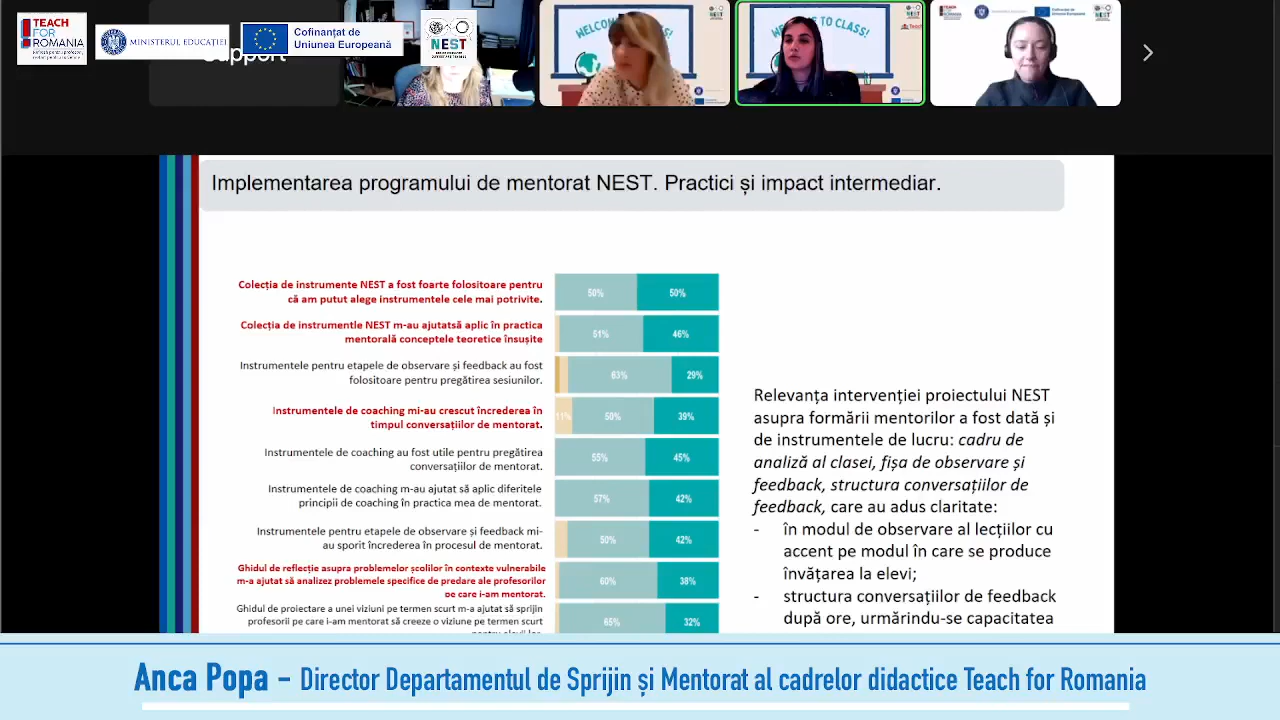 TEACH
FOR
ROMANIA
MINISTERUL EDUCAȚIEI
Cofinanțat de
Uniunea Europeană
NEST
Support
WELCOME TO CLASS!
TO CLASS!
Implementarea programului de mentorat NEST. Practici și impact intermediar.
Colecția de instrumente NEST a fost foarte folositoare pentru
că am putut alege instrumentele cele mai potrivite.
50% 50%
Colecția de instrumentle NEST m-au ajutatsă aplic în practica
mentorală conceptele teoretice însușite
51% 46%
Instrumentele pentru etapele de observare și feedback au fost
folositoare pentru pregătirea sesiunilor.
63% 29%
Instrumentele de coaching mi-au crescut încrederea în
timpul conversațiilor de mentorat.
11% 50% 39%
Instrumentele de coaching au fost utile pentru pregătirea
conversațiilor de mentorat.
55% 45%
Instrumentele de coaching m-au ajutat să aplic diferitele
principii de coaching în practica mea de mentorat.
57% 42%
Instrumentele pentru etapele de observare și feedback mi-
au sporit încrederea în procesul de mentorat.
50% 42%
Ghidul de reflecție asupra problemelor școlilor în contexte vulnerabile
m-a ajutat să analizez problemele specifice de predare ale profesorilor
pe care i-am mentorat.
60% 38%
Ghidul de proiectare a unei viziuni pe termen scurt m-a ajutat să sprijin
profesorii pe care i-am mentorat să creeze o viziune pe termen scurt
65% 32%
Relevanța intervenției proiectului NEST
asupra formării mentorilor a fost dată și
de instrumentele de lucru: cadru de
analiză al clasei, fișa de observare și
feedback, structura conversațiilor de
feedback, care au adus claritate:
- în modul de observare al lecțiilor cu
accent pe modul în care se produce
învățarea la elevi;
- structura conversațiilor de feedback
după ore, urmărindu-se capacitatea
Anca Popa – Director Departamentul de Sprijin și Mentorat al cadrelor didactice Teach for Romania